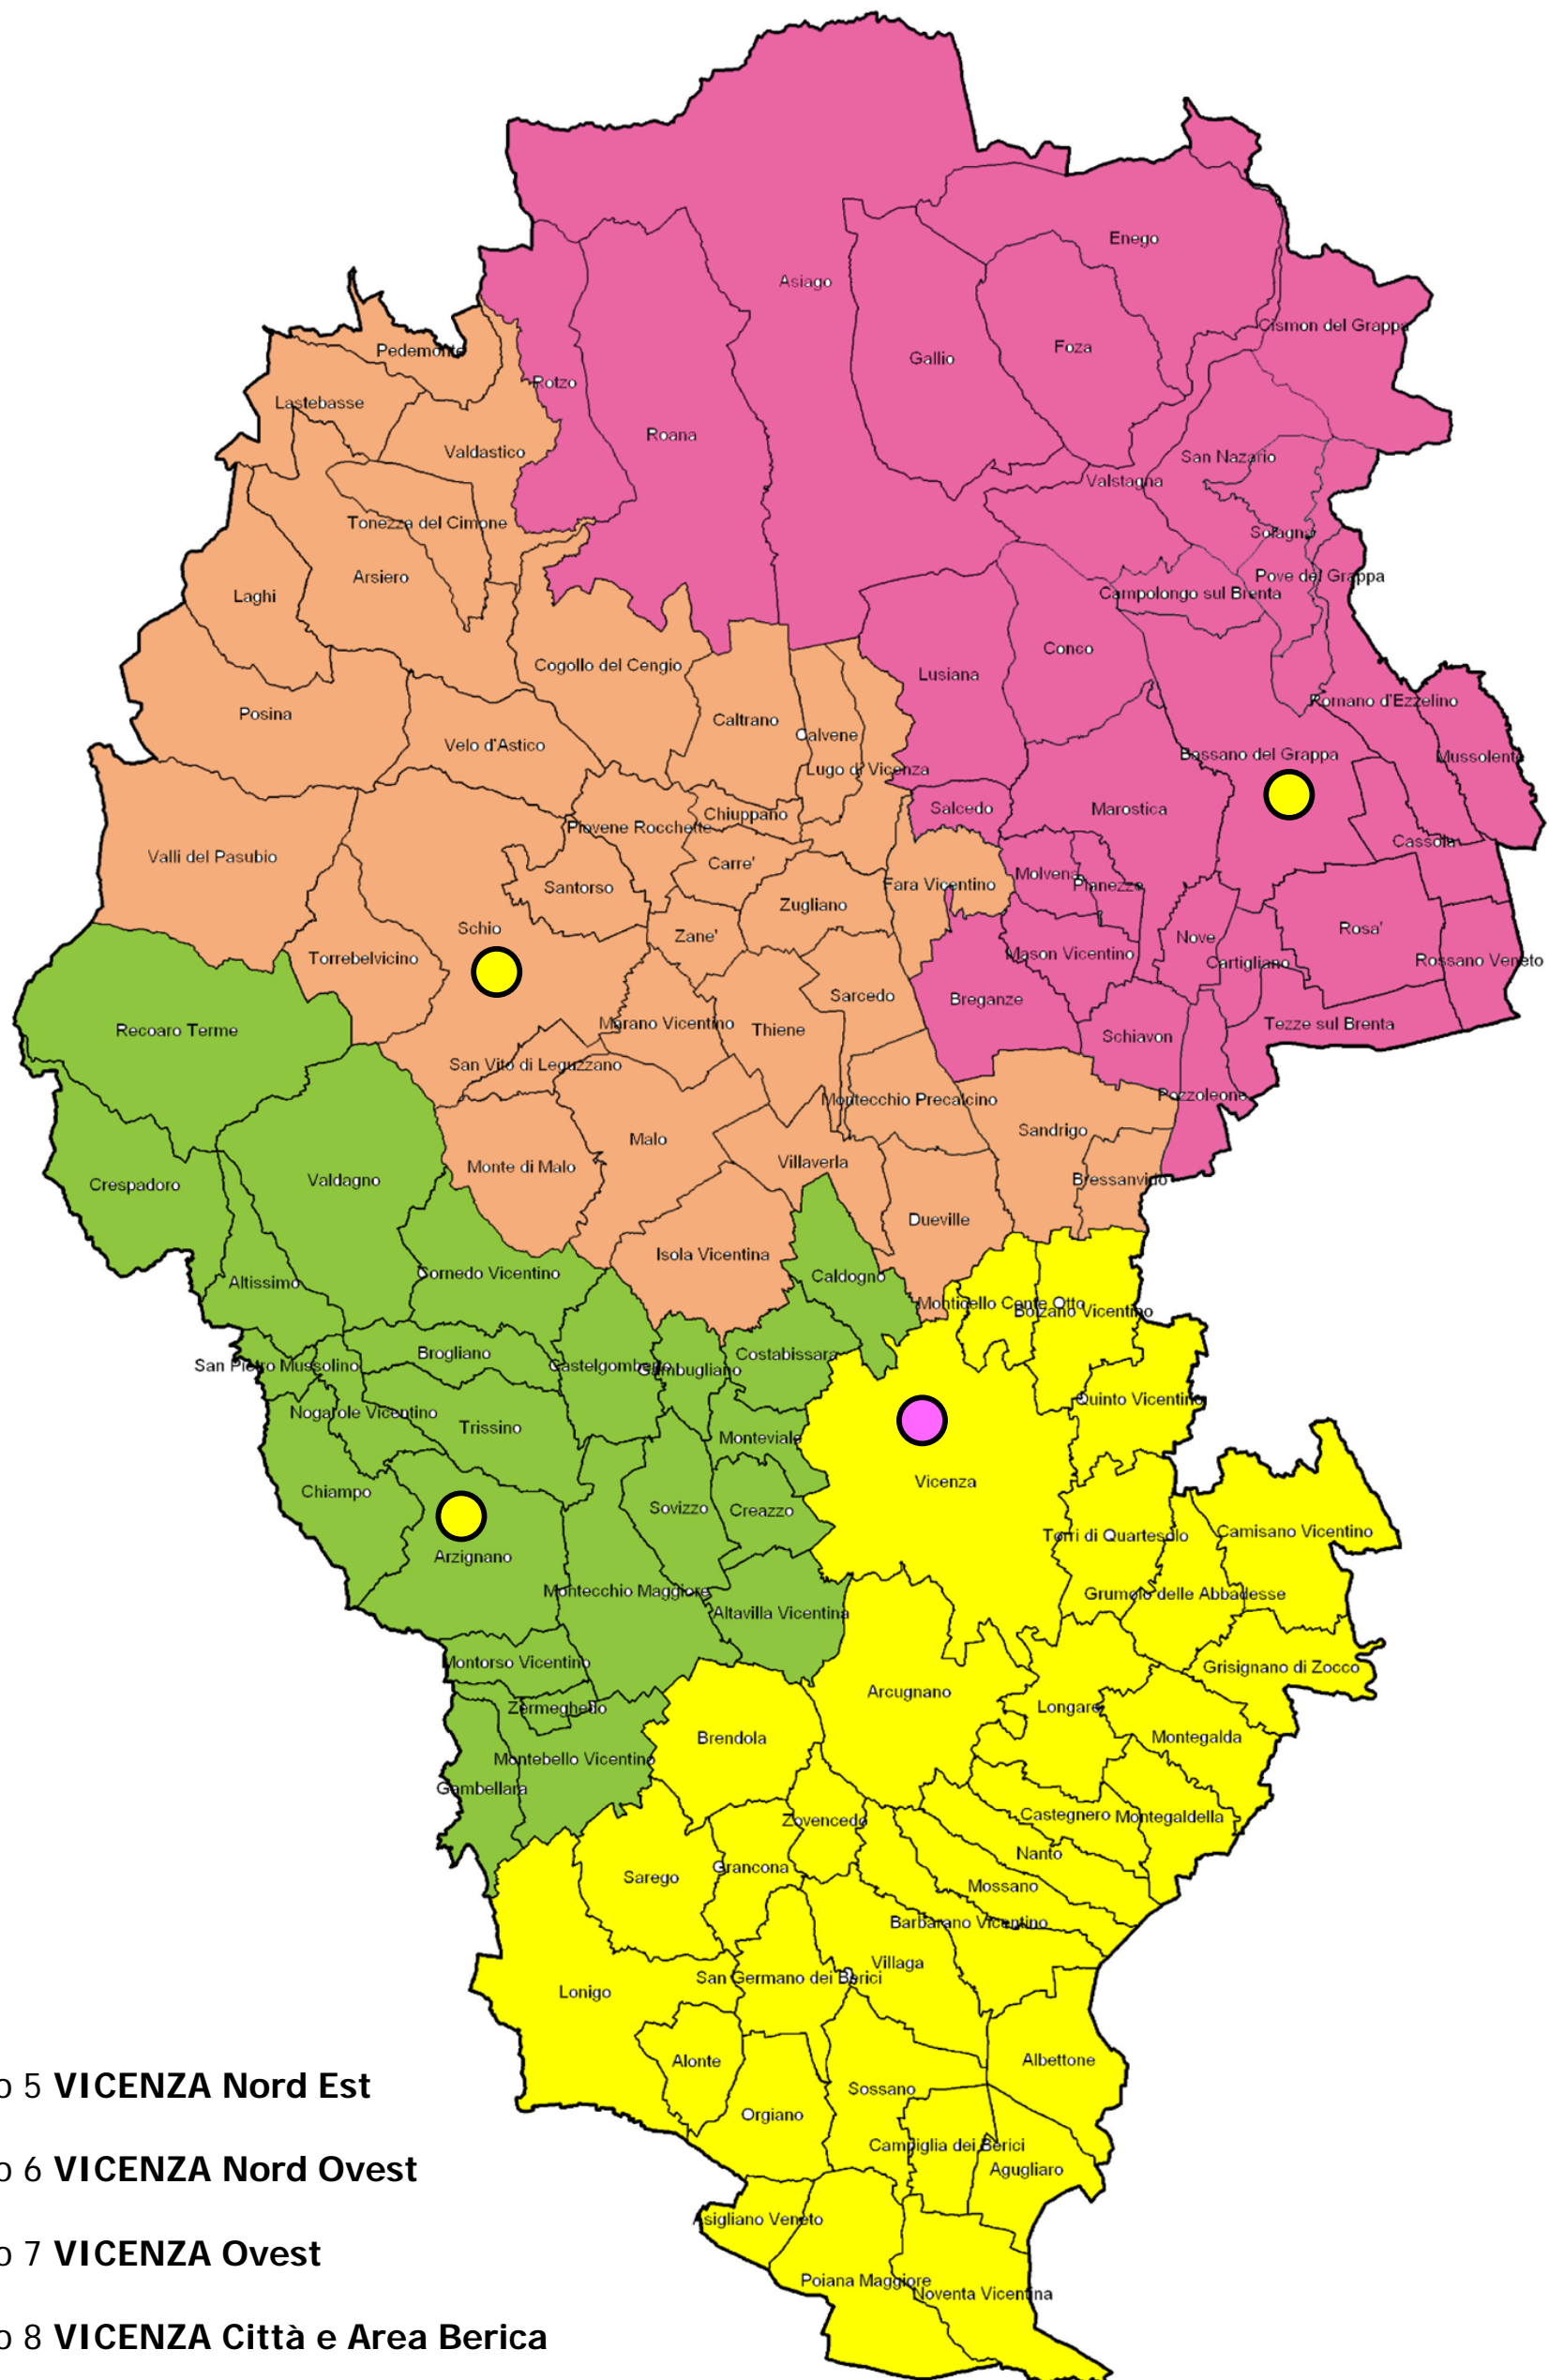 Enego
Asiago
Cismon del Grappa
Foza
Gallio
Pedemonte
Rotzo
Lastebasse
Roana
Valdastico
San Nazario
Valstagna
Tonezza del Cimone
Solagna
Arsiero
Pove del Grappa
Laghi
Campolongo sul Brenta
Conco
Cogollo del Cengio
Lusiana
Romano d'Ezzelino
Posina
Caltrano
Calvene
Velo d'Astico
Bassano del Grappa
Mussolente
Lugo di Vicenza
Salcedo
Marostica
Chiuppano
Piovene Rocchette
Cassola
Valli del Pasubio
Carre'
Molvena
Pianezze
Fara Vicentino
Santorso
Zugliano
Schio
Rosa'
Zane'
Nove
Mason Vicentino
Torrebelvicino
Cartigliano
Rossano Veneto
Sarcedo
Breganze
Marano Vicentino
Tezze sul Brenta
Recoaro Terme
Thiene
Schiavon
San Vito di Leguzzano
Pozzoleone
Montecchio Precalcino
Sandrigo
Malo
Villaverla
Monte di Malo
Bressanvido
Valdagno
Crespadoro
Dueville
Isola Vicentina
Cornedo Vicentino
Caldogno
Altissimo
Monticello Conte Otto
Bolzano Vicentino
Brogliano
Costabissara
San Pietro Mussolino
Castelgomberto
Gambugliano
Quinto Vicentino
Nogarole Vicentino
Trissino
Monteviale
Vicenza
Chiampo
Sovizzo
Creazzo
Camisano Vicentino
Torri di Quartesolo
Arzignano
Montecchio Maggiore
Grumolo delle Abbadesse
Altavilla Vicentina
Montorso Vicentino
Grisignano di Zocco
Arcugnano
Longare
Zermeghedo
Brendola
Montegalda
Montebello Vicentino
Gambellara
Castegnero
Montegaldella
Zovencedo
Nanto
Grancona
Sarego
Mossano
Barbarano Vicentino
Villaga
San Germano dei Berici
Lonigo
Albettone
Alonte
Sossano
Orgiano
Campiglia dei Berici
Agugliaro
Asigliano Veneto
Poiana Maggiore
Noventa Vicentina
o 5 VICENZA Nord Est
o 6 VICENZA Nord Ovest
o 7 VICENZA Ovest
o 8 VICENZA Città e Area Berica